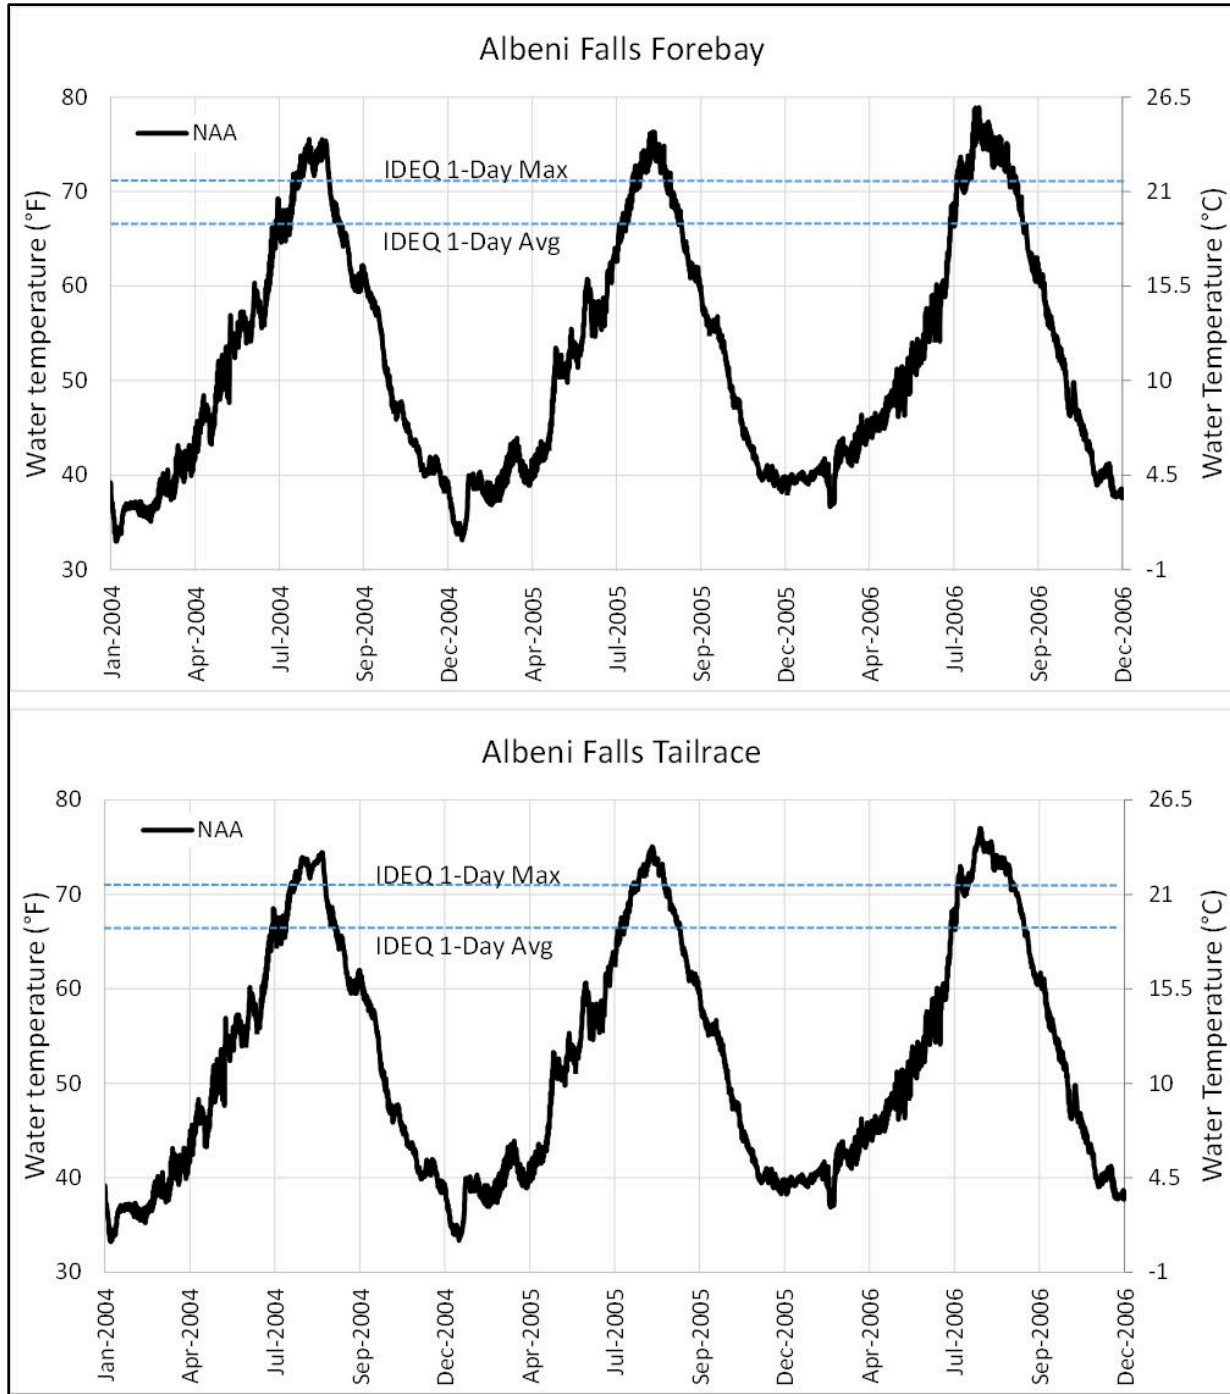 Albeni Falls Forebay
80
70
60
50
40
30
Water temperature (°F)
NAA
IDEQ 1-Day Max
IDEQ 1-Day Avg
26.5
21
15.5
10
4.5
-1
Water Temperature (°C)
Jan-2004
Apr-2004
Jul-2004
Sep-2004
Dec-2004
Apr-2005
Jul-2005
Sep-2005
Dec-2005
Apr-2006
Jul-2006
Sep-2006
Dec-2006
Albeni Falls Tailrace
80
70
60
50
40
30
Water temperature (°F)
NAA
IDEQ 1-Day Max
IDEQ 1-Day Avg
26.5
21
15.5
10
4.5
-1
Water Temperature (°C)
Jan-2004
Apr-2004
Jul-2004
Sep-2004
Dec-2004
Apr-2005
Jul-2005
Sep-2005
Dec-2005
Apr-2006
Jul-2006
Sep-2006
Dec-2006